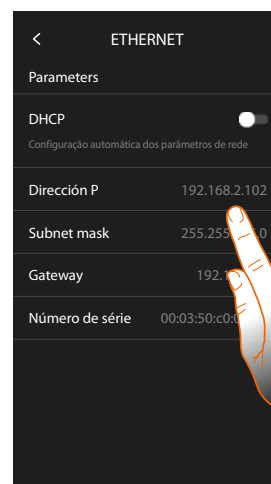 ETHERNET
Parameters
DHCP
Configuração automática dos parâmetros de rede
Dirección P 192.168.2.102
Subnet mask
Gateway
Número de série